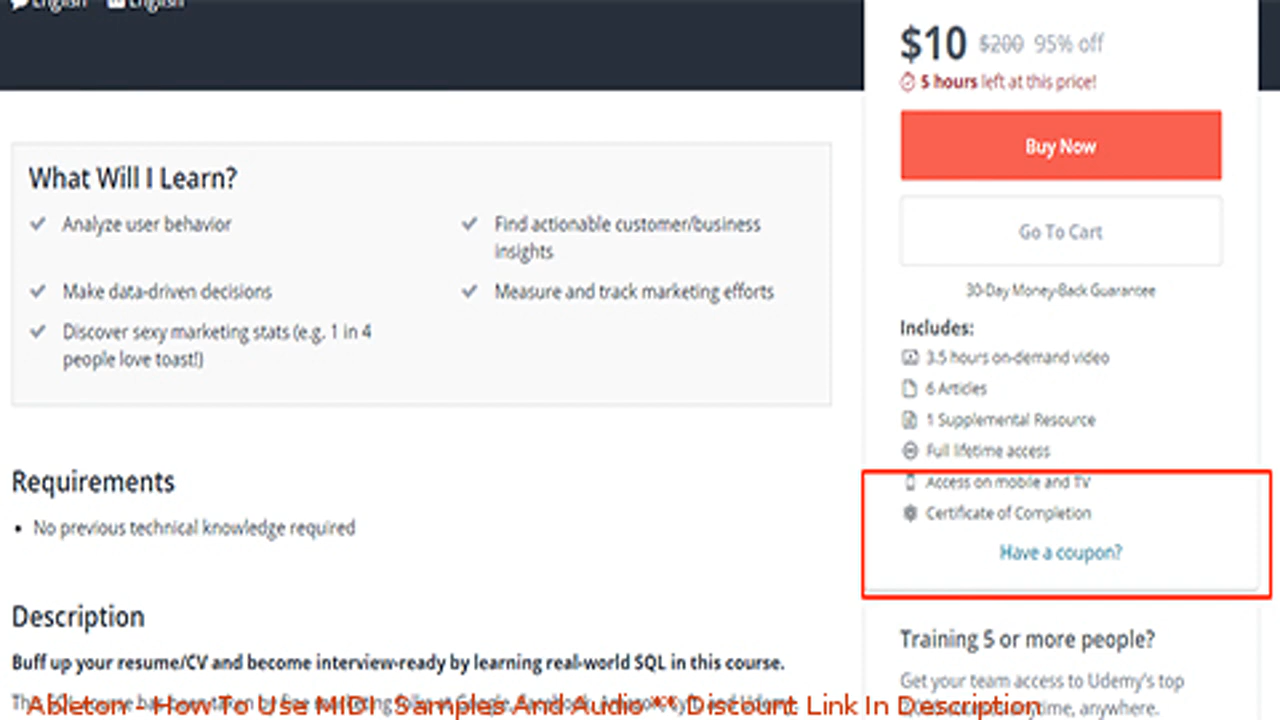 English English
$10 $200 95% off
5 hours left at this price!
Buy Now
Go To Cart
30-Day Money-Back Guarantee
Includes:
3.5 hours on-demand video
6 Articles
1 Supplemental Resource
Full lifetime access
Access on mobile and TV
Certificate of Completion
Have a coupon?
Training 5 or more people?
Get your team access to Udemy's top
anytime, anywhere.
What Will I Learn?
Analyze user behavior
Find actionable customer/business
insights
Make data-driven decisions
Measure and track marketing efforts
Discover sexy marketing stats (e.g. 1 in 4
people love toast!)
Requirements
• No previous technical knowledge required
Description
Buff up your resume/CV and become interview-ready by learning real-world SQL in this course.
Ableton - How To Use MIDI Samples And Audio ** Discount Link In Description